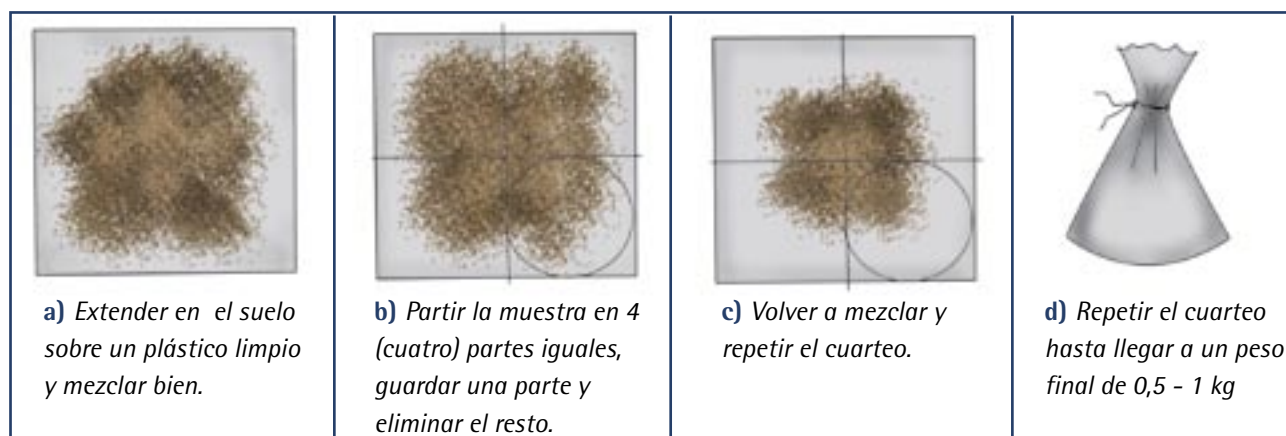 a) Extender en el suelo
sobre un plástico limpio
y mezclar bien.
b) Partir la muestra en 4
(cuatro) partes iguales,
guardar una parte y
eliminar el resto.
c) Volver a mezclar y
repetir el cuarteo.
d) Repetir el cuarteo
hasta llegar a un peso
final de 0,5 - 1 kg